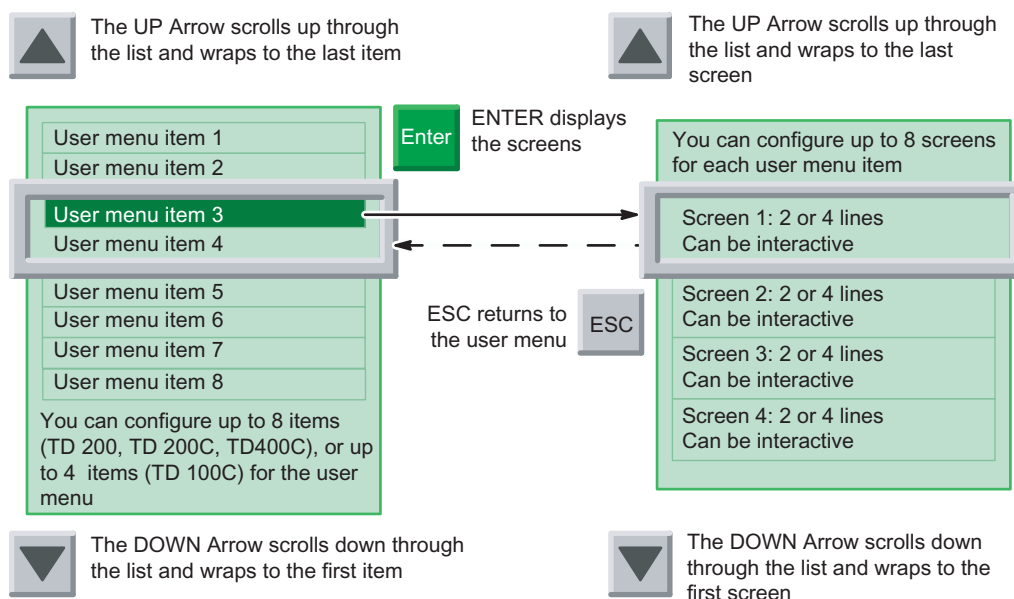 The UP Arrow scrolls up through
the list and wraps to the last item
The UP Arrow scrolls up through
the list and wraps to the last
screen
User menu item 1
User menu item 2
User menu item 3
User menu item 4
User menu item 5
User menu item 6
User menu item 7
User menu item 8
You can configure up to 8 items
(TD 200, TD 200C, TD400C), or up
to 4 items (TD 100C) for the user
menu
Enter
ENTER displays
the screens
ESC returns to
the user menu
ESC
You can configure up to 8 screens
for each user menu item
Screen 1: 2 or 4 lines
Can be interactive
Screen 2: 2 or 4 lines
Can be interactive
Screen 3: 2 or 4 lines
Can be interactive
Screen 4: 2 or 4 lines
Can be interactive
The DOWN Arrow scrolls down through
the list and wraps to the first item
The DOWN Arrow scrolls down
through the list and wraps to the
first screen